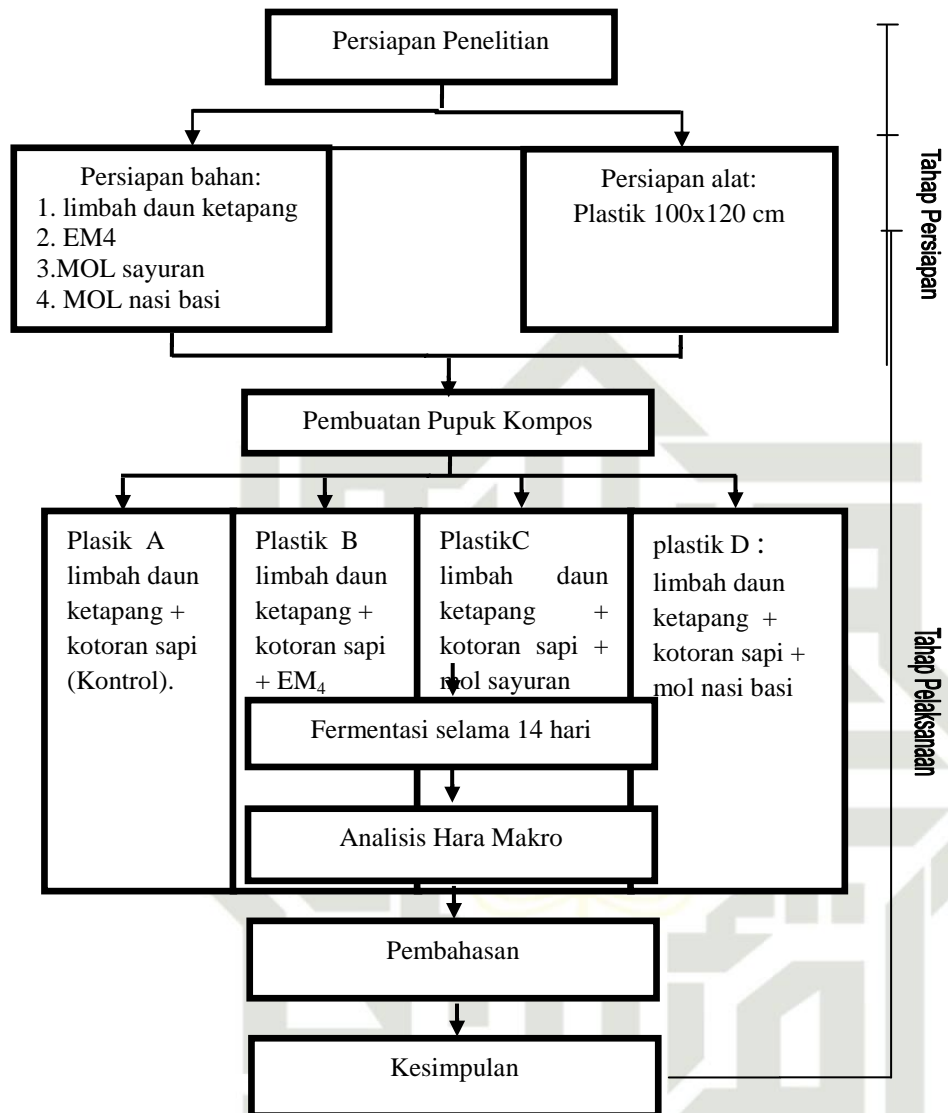 Persiapan Penelitian
Persiapan bahan:
1. limbah daun ketapang
2. EM4
3.MOL sayuran
4. MOL nasi basi
Persiapan alat:
Plastik 100x120 cm
Tahap Persiapan
Pembuatan Pupuk Kompos
Plasik A
limbah daun
ketapang +
kotoran sapi
(Kontrol).
Plastik B
limbah daun
ketapang +
kotoran sapi
+ EM₄
PlastikC
limbah daun
ketapang +
kotoran sapi +
mol sayuran
plastik D :
limbah daun
ketapang +
kotoran sapi +
mol nasi basi
Tahap Pelaksanaan
Fermentasi selama 14 hari
Analisis Hara Makro
Pembahasan
Kesimpulan